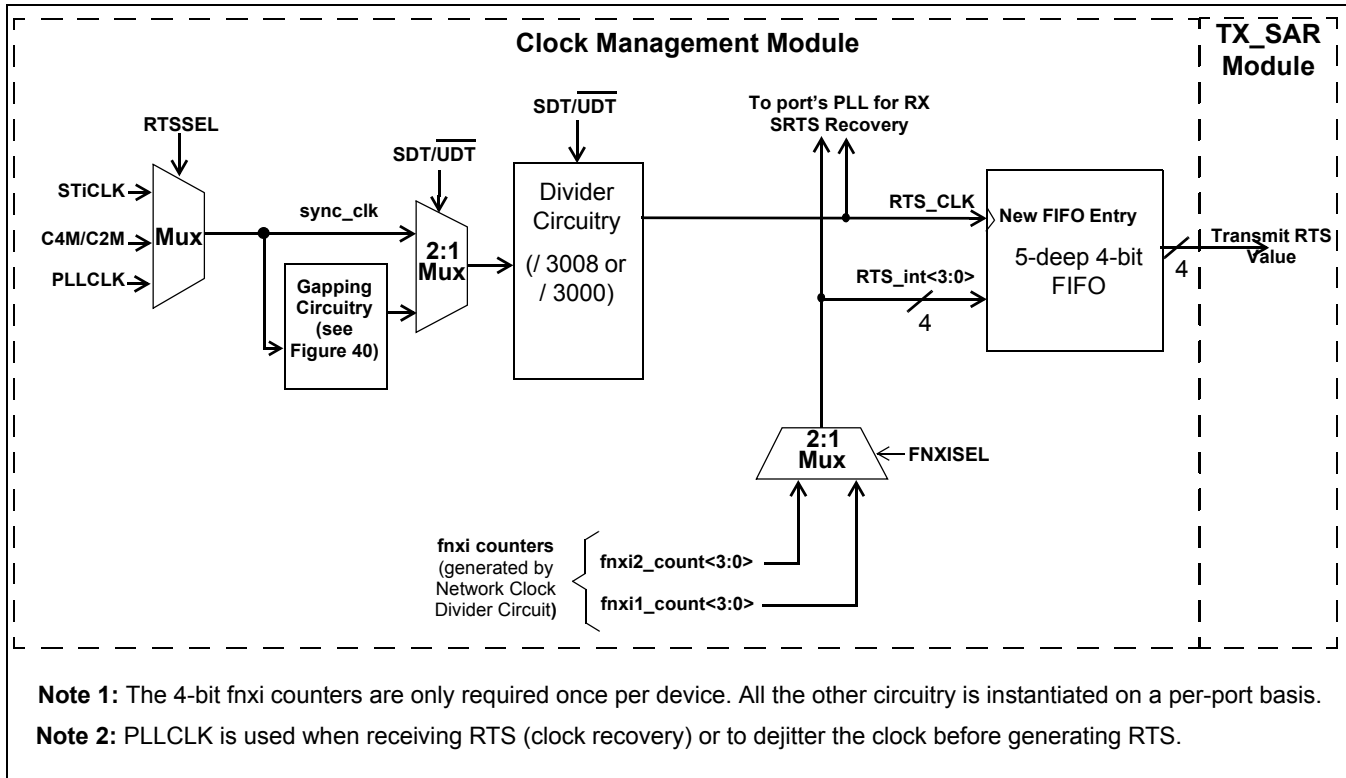 Clock Management Module
TX_SAR
Module
To port's PLL for RX
SRTS Recovery
RTSSEL
SDT/UDT
SDT/UDT
STiCLK
C4M/C2M
PLLCLK
Mux
sync_clk
2:1
Mux
Gapping
Circuitry
(see
Figure 40)
Divider
Circuitry
(/ 3008 or
/ 3000)
RTS_CLK
New FIFO Entry
5-deep 4-bit
FIFO
RTS_int<3:0>
4
4
Transmit RTS
Value
2:1
Mux
FNXISEL
fnxi counters
(generated by
Network Clock
Divider Circuit)
fnxi2_count<3:0>
fnxi1_count<3:0>
Note 1: The 4-bit fnxi counters are only required once per device. All the other circuitry is instantiated on a per-port basis.
Note 2: PLLCLK is used when receiving RTS (clock recovery) or to dejitter the clock before generating RTS.